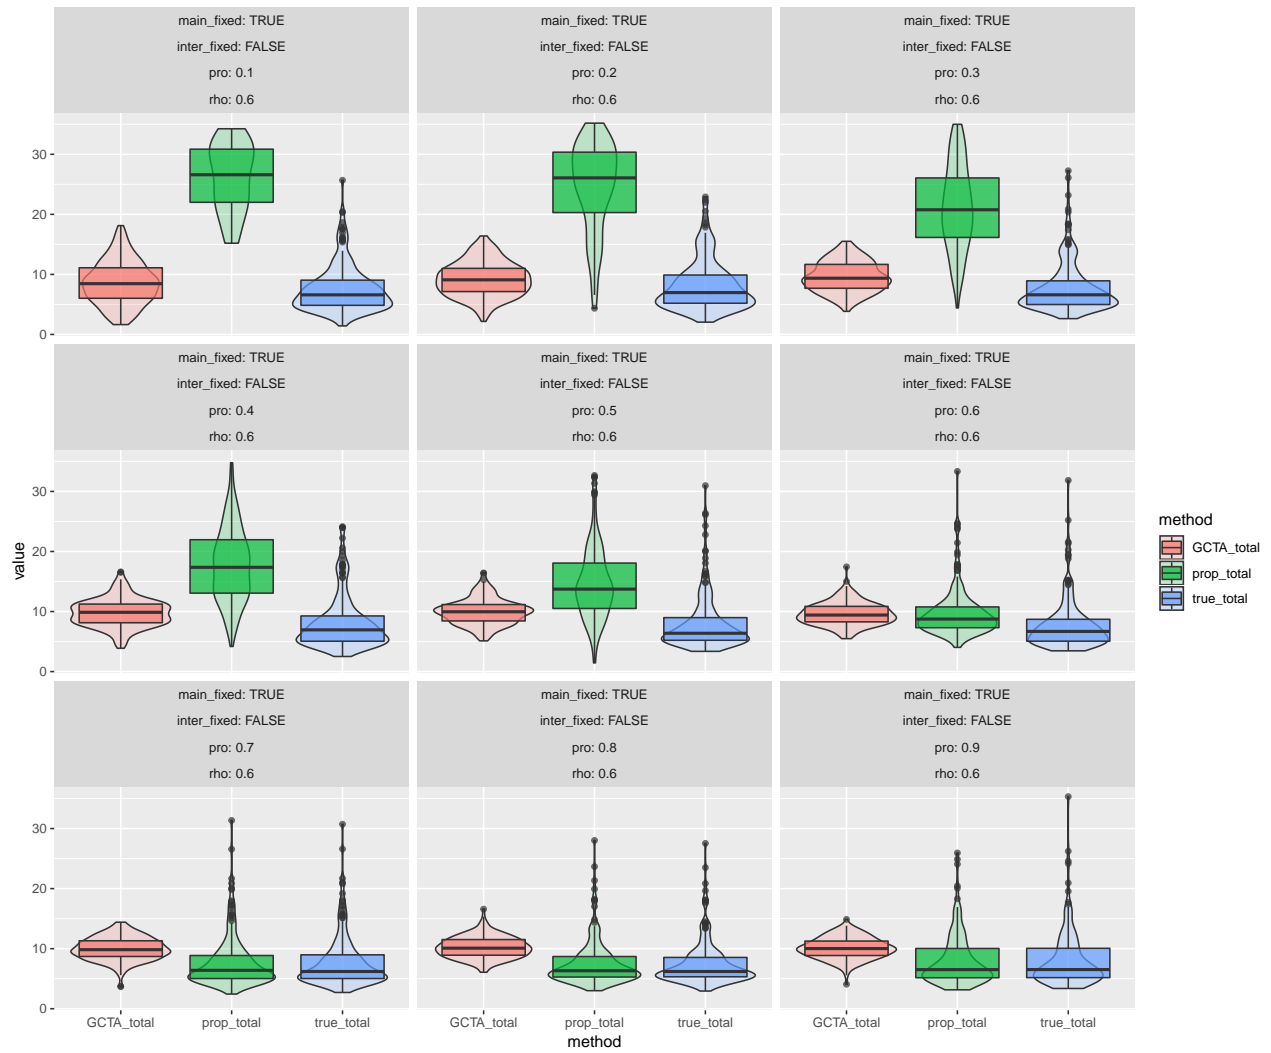 main_fixed: TRUE
inter_fixed: FALSE
pro: 0.1
rho: 0.6
main_fixed: TRUE
inter_fixed: FALSE
pro: 0.2
rho: 0.6
main_fixed: TRUE
inter_fixed: FALSE
pro: 0.3
rho: 0.6
30
20
10
0
main_fixed: TRUE
inter_fixed: FALSE
pro: 0.4
rho: 0.6
main_fixed: TRUE
inter_fixed: FALSE
pro: 0.5
rho: 0.6
main_fixed: TRUE
inter_fixed: FALSE
pro: 0.6
rho: 0.6
30
20
10
0
main_fixed: TRUE
inter_fixed: FALSE
pro: 0.7
rho: 0.6
main_fixed: TRUE
inter_fixed: FALSE
pro: 0.8
rho: 0.6
main_fixed: TRUE
inter_fixed: FALSE
pro: 0.9
rho: 0.6
30
20
10
0
value
GCTA_total prop_total true_total
GCTA_total prop_total true_total
GCTA_total prop_total true_total
method
method
GCTA_total
prop_total
true_total